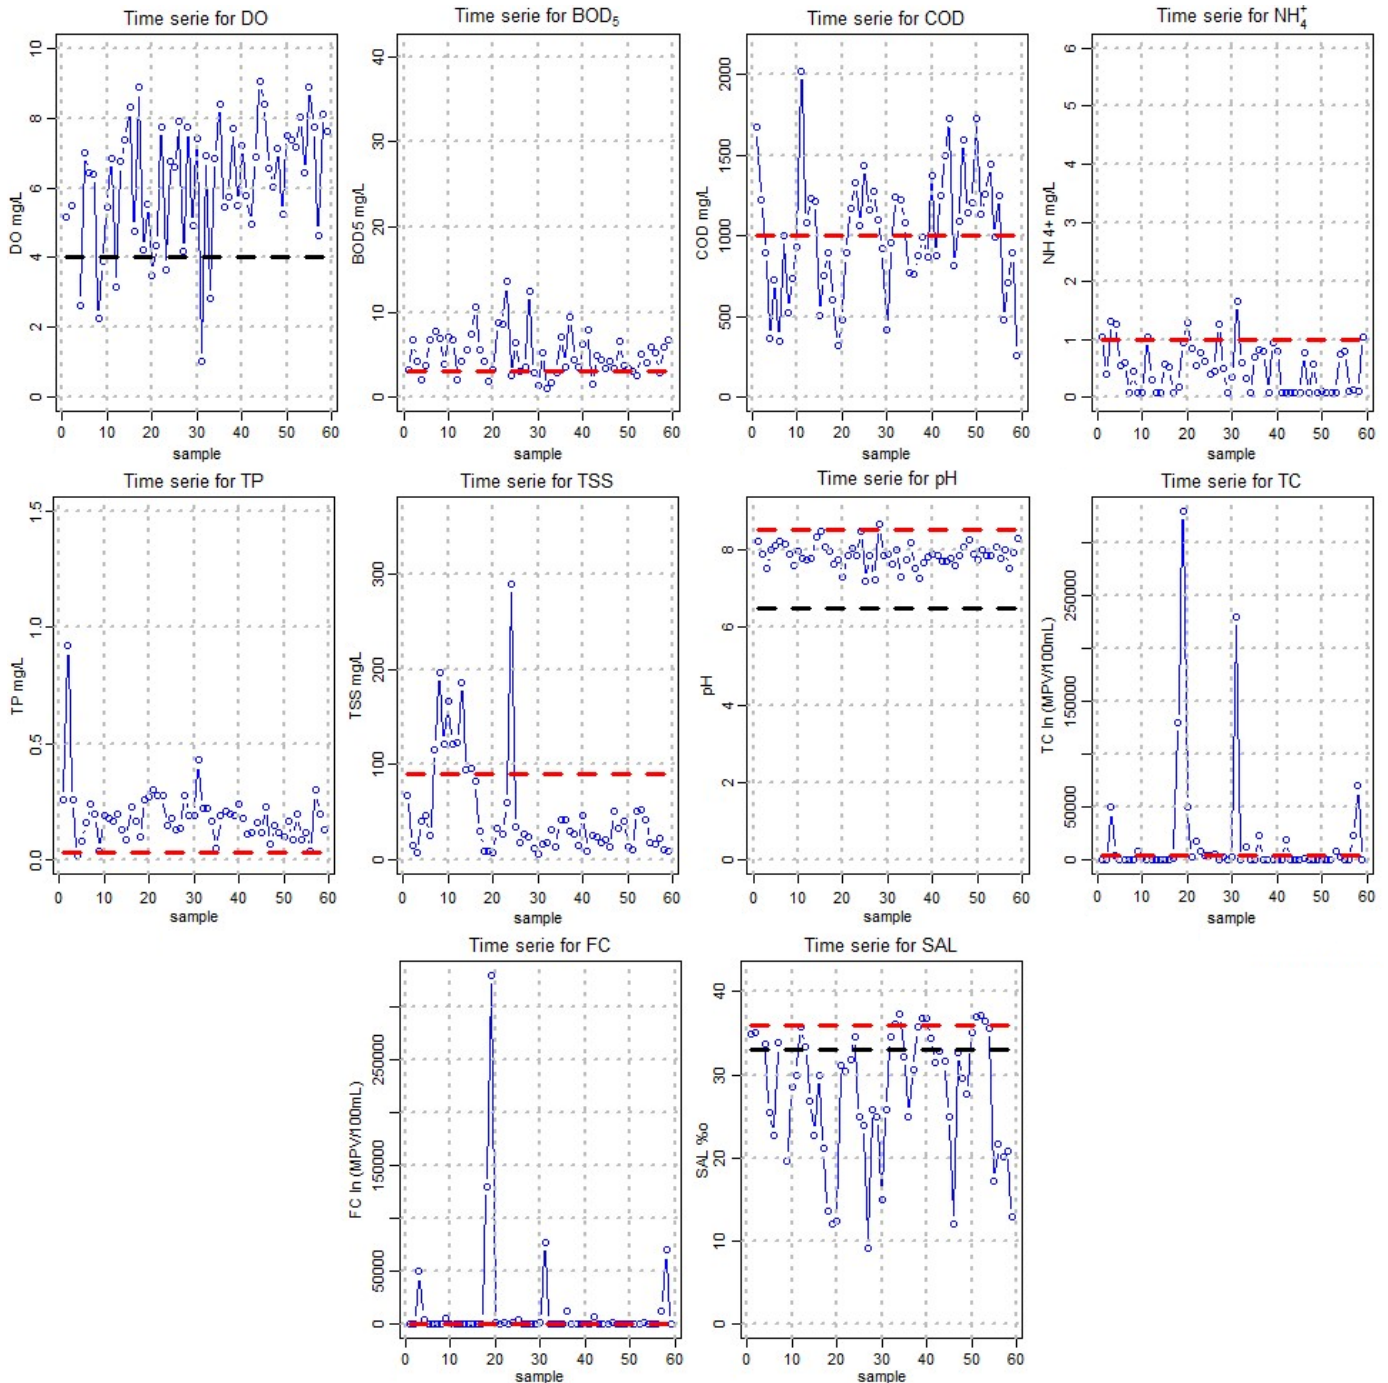 Time serie for DO
Time serie for BOD5
Time serie for COD
Time serie for NH4+
DO mg/L
0 2 4 6 8 10
0 10 20 30 40 50 60
sample
BOD5 mg/L
0 10 20 30 40
0 10 20 30 40 50 60
sample
COD mg/L
0 500 1000 1500 2000
0 10 20 30 40 50 60
sample
NH 4+ mg/L
0 1 2 3 4 5 6
0 10 20 30 40 50 60
sample
Time serie for TP
Time serie for TSS
Time serie for pH
Time serie for TC
TP mg/L
0.0 0.5 1.0 1.5
0 10 20 30 40 50 60
sample
TSS mg/L
0 100 200 300
0 10 20 30 40 50 60
sample
pH
0 2 4 6 8
0 10 20 30 40 50 60
sample
TC ln (MPV/100mL)
0 50000 150000 250000
0 10 20 30 40 50 60
sample
Time serie for FC
Time serie for SAL
FC ln (MPV/100mL)
0 50000 150000 250000
0 10 20 30 40 50 60
sample
SAL ‰
0 10 20 30 40
0 10 20 30 40 50 60
sample